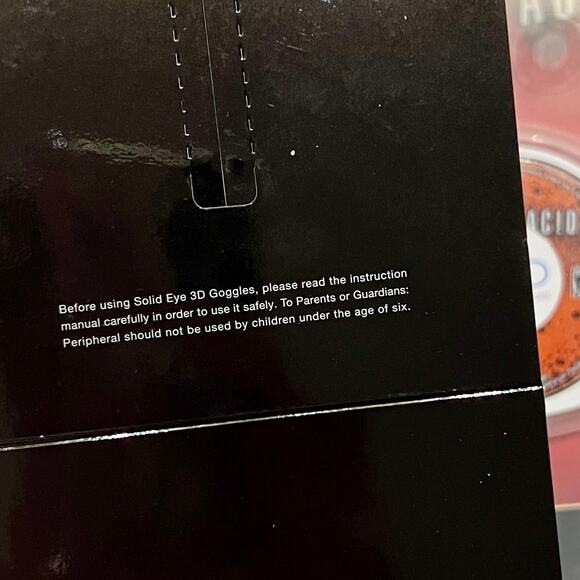 Before using Solid Eye 3D Goggles, please read the instruction
manual carefully in order to use it safely. To Parents or Guardians:
Peripheral should not be used by children under the age of six.
ACID